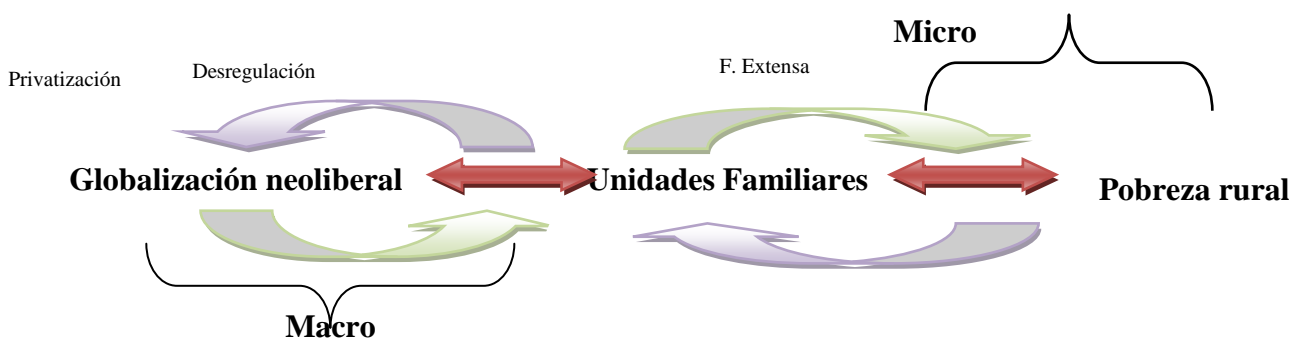 Micro
Privatización
Desregulación
F. Extensa
Globalización neoliberal
Unidades Familiares
Pobreza rural
Macro